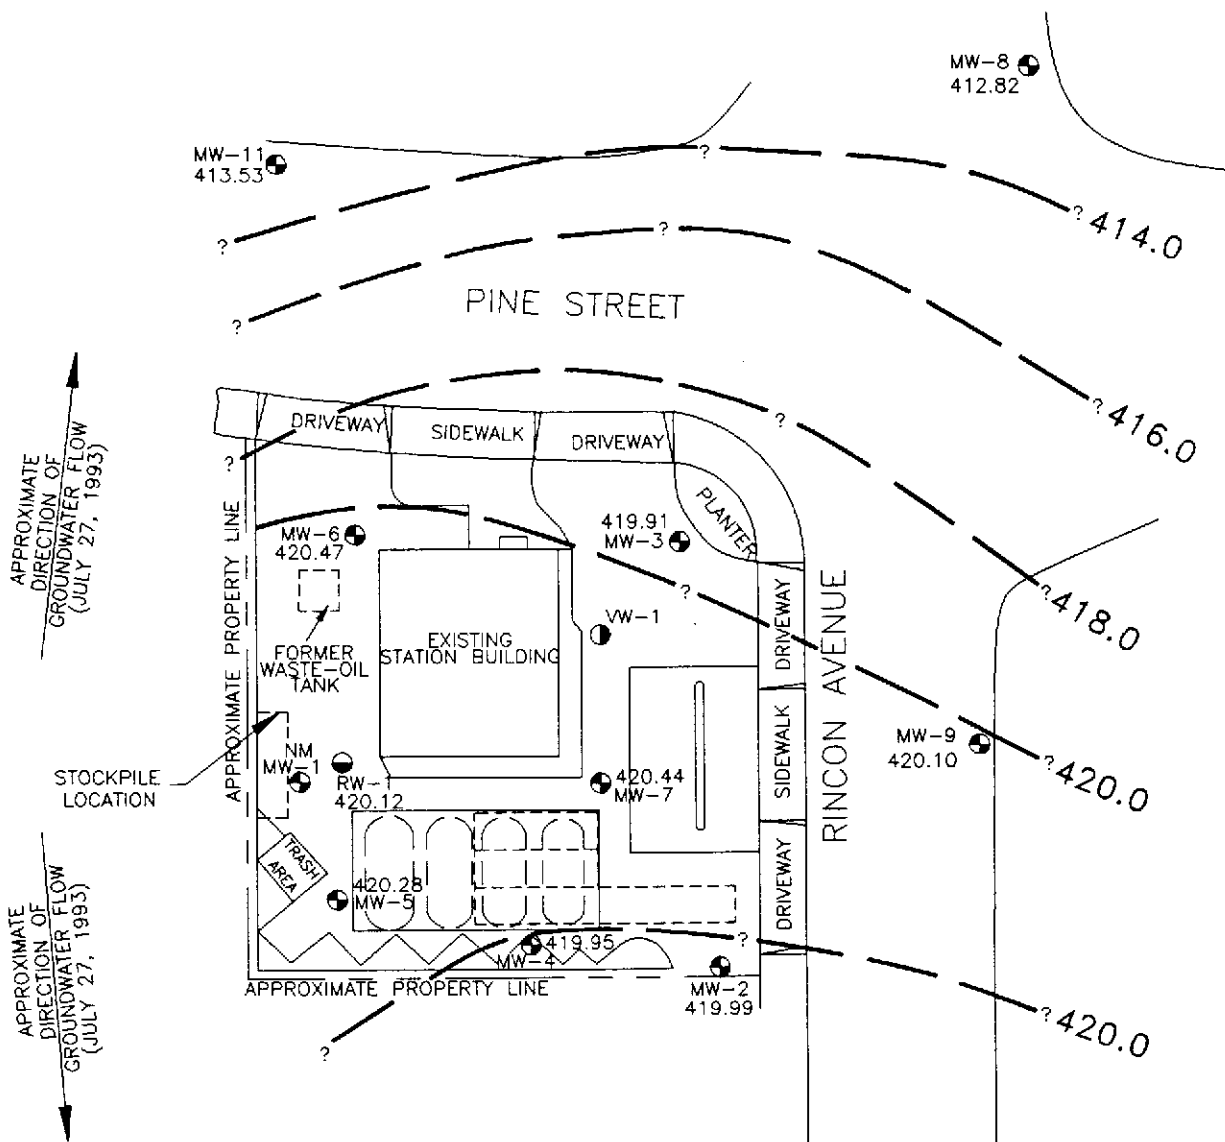 MW-8
412.82
MW-11
413.53
?
?
?
414.0
?
?
PINE STREET
?
416.0
APPROXIMATE
DIRECTION OF
GROUNDWATER FLOW
(JULY 27, 1993)
DRIVEWAY
SIDEWALK
DRIVEWAY
?
?
PLANTER
?
418.0
MW-6
420.47
419.91
MW-3
?
APPROXIMATE PROPERTY LINE
FORMER
WASTE-OIL
TANK
EXISTING
STATION BUILDING
VW-1
DRIVEWAY
RINCON AVENUE
SIDEWALK
DRIVEWAY
MW-9
420.10
?
420.0
STOCKPILE
LOCATION
NM
MW-1
RW-1
420.12
420.44
MW-7
TRASH
AREA
420.28
MW-5
419.95
MW-4
?
MW-2
419.99
APPROXIMATE PROPERTY LINE
?
?
420.0
APPROXIMATE
DIRECTION OF
GROUNDWATER FLOW
(JULY 27, 1993)